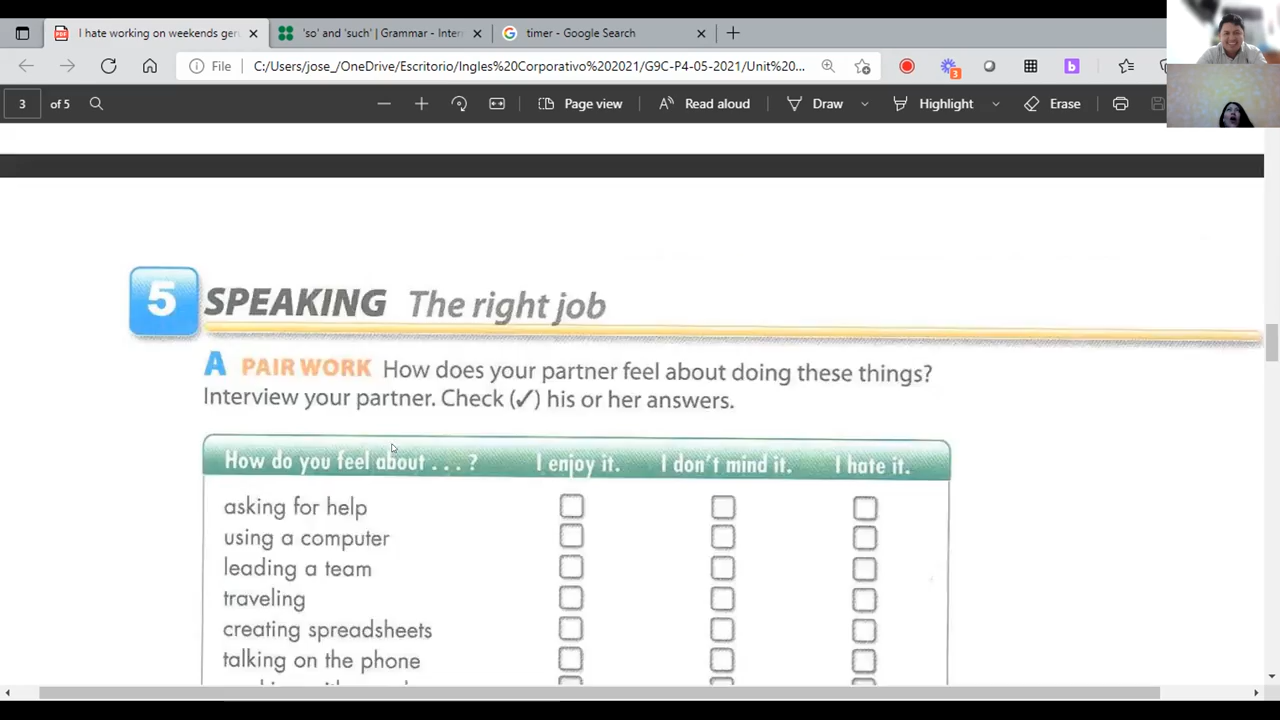 I hate working on weekends ger
'so' and 'such' | Grammar - Inter
timer - Google Search
File
C:/Users/jose_/OneDrive/Escritorio/Ingles%20Corporativo%202021/G9C-P4-05-2021/Unit%20...
3
3 of 5
Page view
Read aloud
Draw
Highlight
Erase
5 SPEAKING The right job
A PAIR WORK How does your partner feel about doing these things?
Interview your partner. Check (✓) his or her answers.
How do you feel about . . . ? I enjoy it. I don't mind it. I hate it.
asking for help
using a computer
leading a team
traveling
creating spreadsheets
talking on the phone